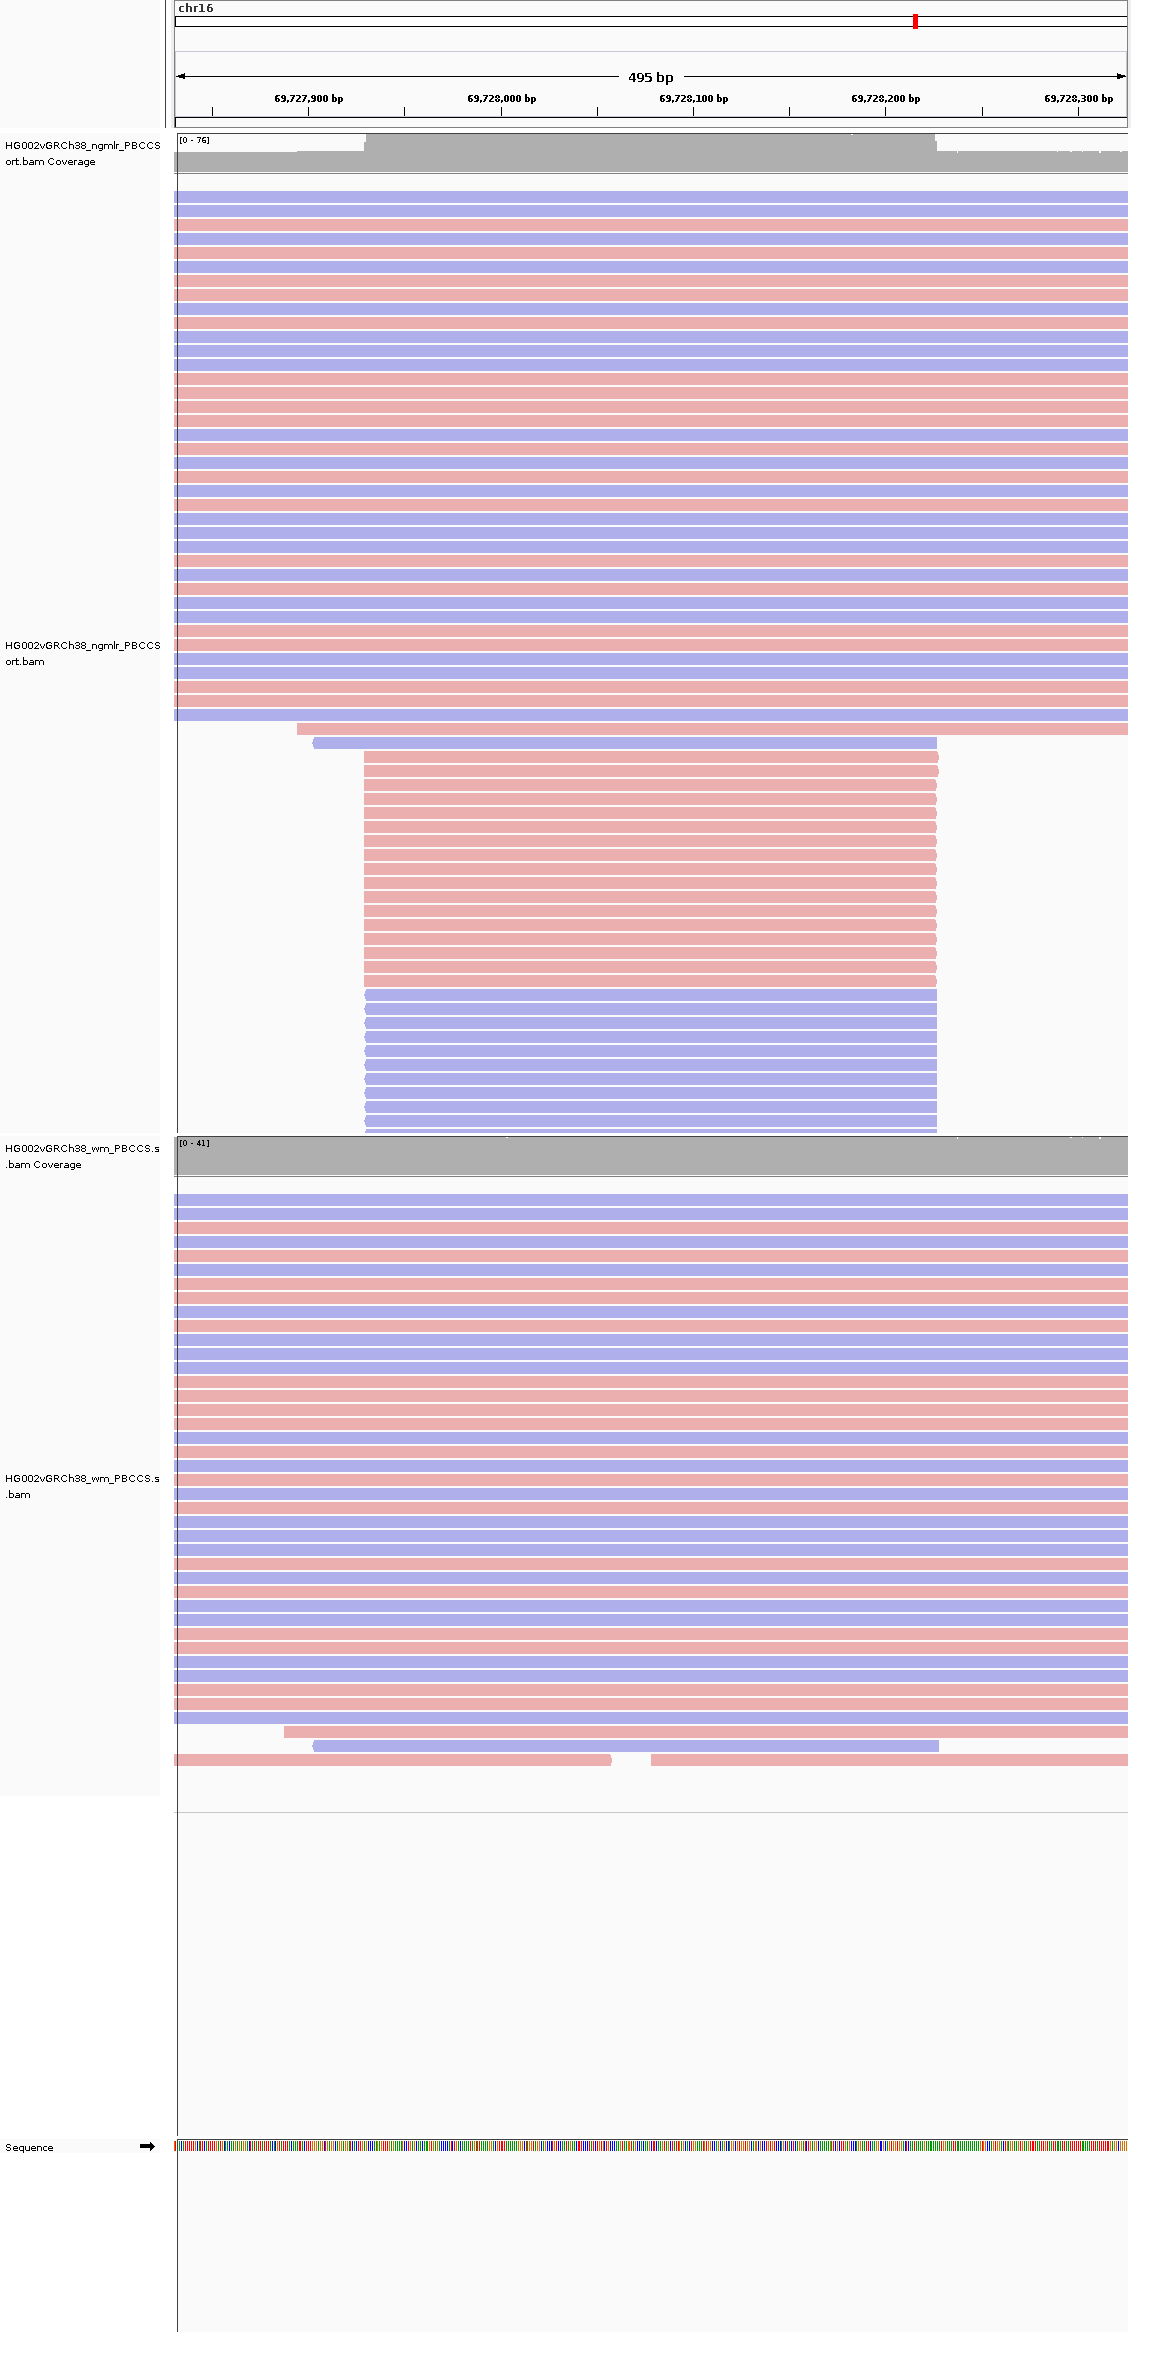 chr16
495 bp
69,727,900 bp 69,728,000 bp 69,728,100 bp 69,728,200 bp 69,728,300 bp
HG002vGRCh38_ngmlr_PBCCS
ort.bam Coverage
[0 - 76]
HG002vGRCh38_ngmlr_PBCCS
ort.bam
HG002vGRCh38_wm_PBCCS.s
.bam Coverage
[0 - 41]
HG002vGRCh38_wm_PBCCS.s
.bam
Sequence